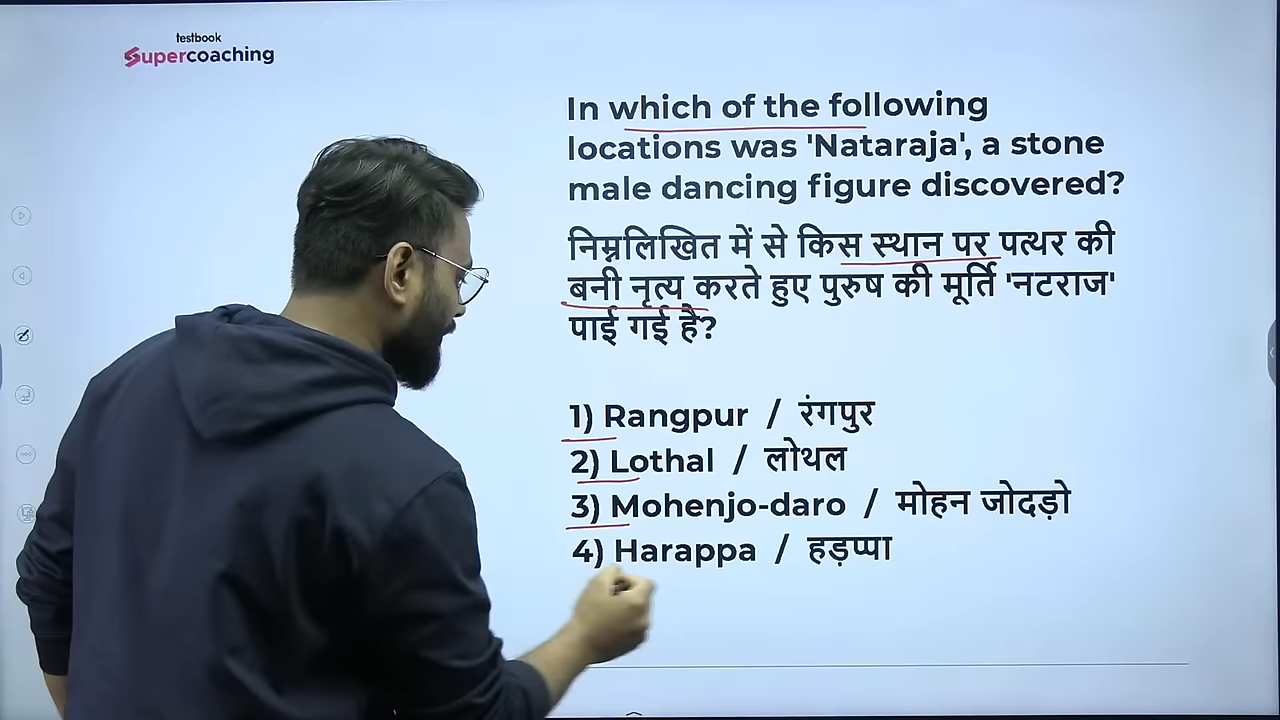 testbook
Supercoaching
In which of the following
locations was 'Nataraja', a stone
male dancing figure discovered?
निम्नलिखित में से किस स्थान पर पत्थर की
बनी नृत्य करते हुए पुरुष की मूर्ति 'नटराज'
पाई गई है?
1) Rangpur / रंगपुर
2) Lothal / लोथल
3) Mohenjo-daro / मोहन जोदड़ो
4) Harappa / हड़प्पा